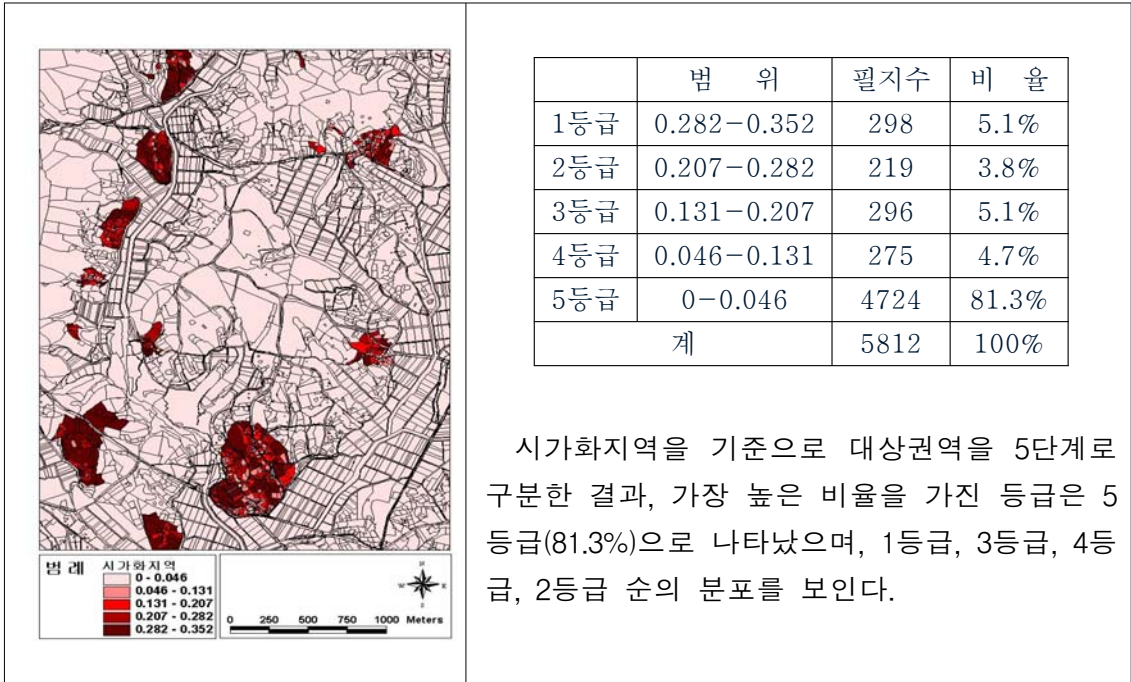 범 례 시가화지역
0 - 0.046
0.046 - 0.131
0.131 - 0.207
0.207 - 0.282
0.282 - 0.352
N
W E
S
0 250 500 750 1000 Meters
범 위 필지수 비 율
1등급 0.282-0.352 298 5.1%
2등급 0.207-0.282 219 3.8%
3등급 0.131-0.207 296 5.1%
4등급 0.046-0.131 275 4.7%
5등급 0-0.046 4724 81.3%
계 5812 100%
시가화지역을 기준으로 대상권역을 5단계로
구분한 결과, 가장 높은 비율을 가진 등급은 5
등급(81.3%)으로 나타났으며, 1등급, 3등급, 4등
급, 2등급 순의 분포를 보인다.